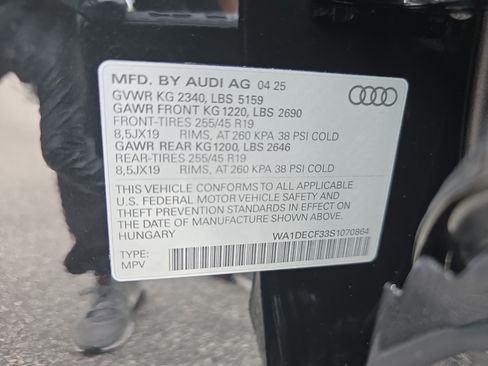 MFD. BY AUDI AG 04 25
GVWR KG 2340, LBS 5159
GAWR FRONT KG1220, LBS 2690
FRONT-TIRES 255/45 R19
8,5JX19 RIMS, AT 260 KPA 38 PSI COLD
GAWR REAR KG1200, LBS 2646
REAR-TIRES 255/45 R19
8,5JX19 RIMS, AT 260 KPA 38 PSI COLD
THIS VEHICLE CONFORMS TO ALL APPLICABLE
U.S. FEDERAL MOTOR VEHICLE SAFETY AND
THEFT PREVENTION STANDARDS IN EFFECT ON
THE DATE OF MANUFACTURE SHOWN ABOVE.
HUNGARY WA1DECF33S1070864
TYPE:
MPV